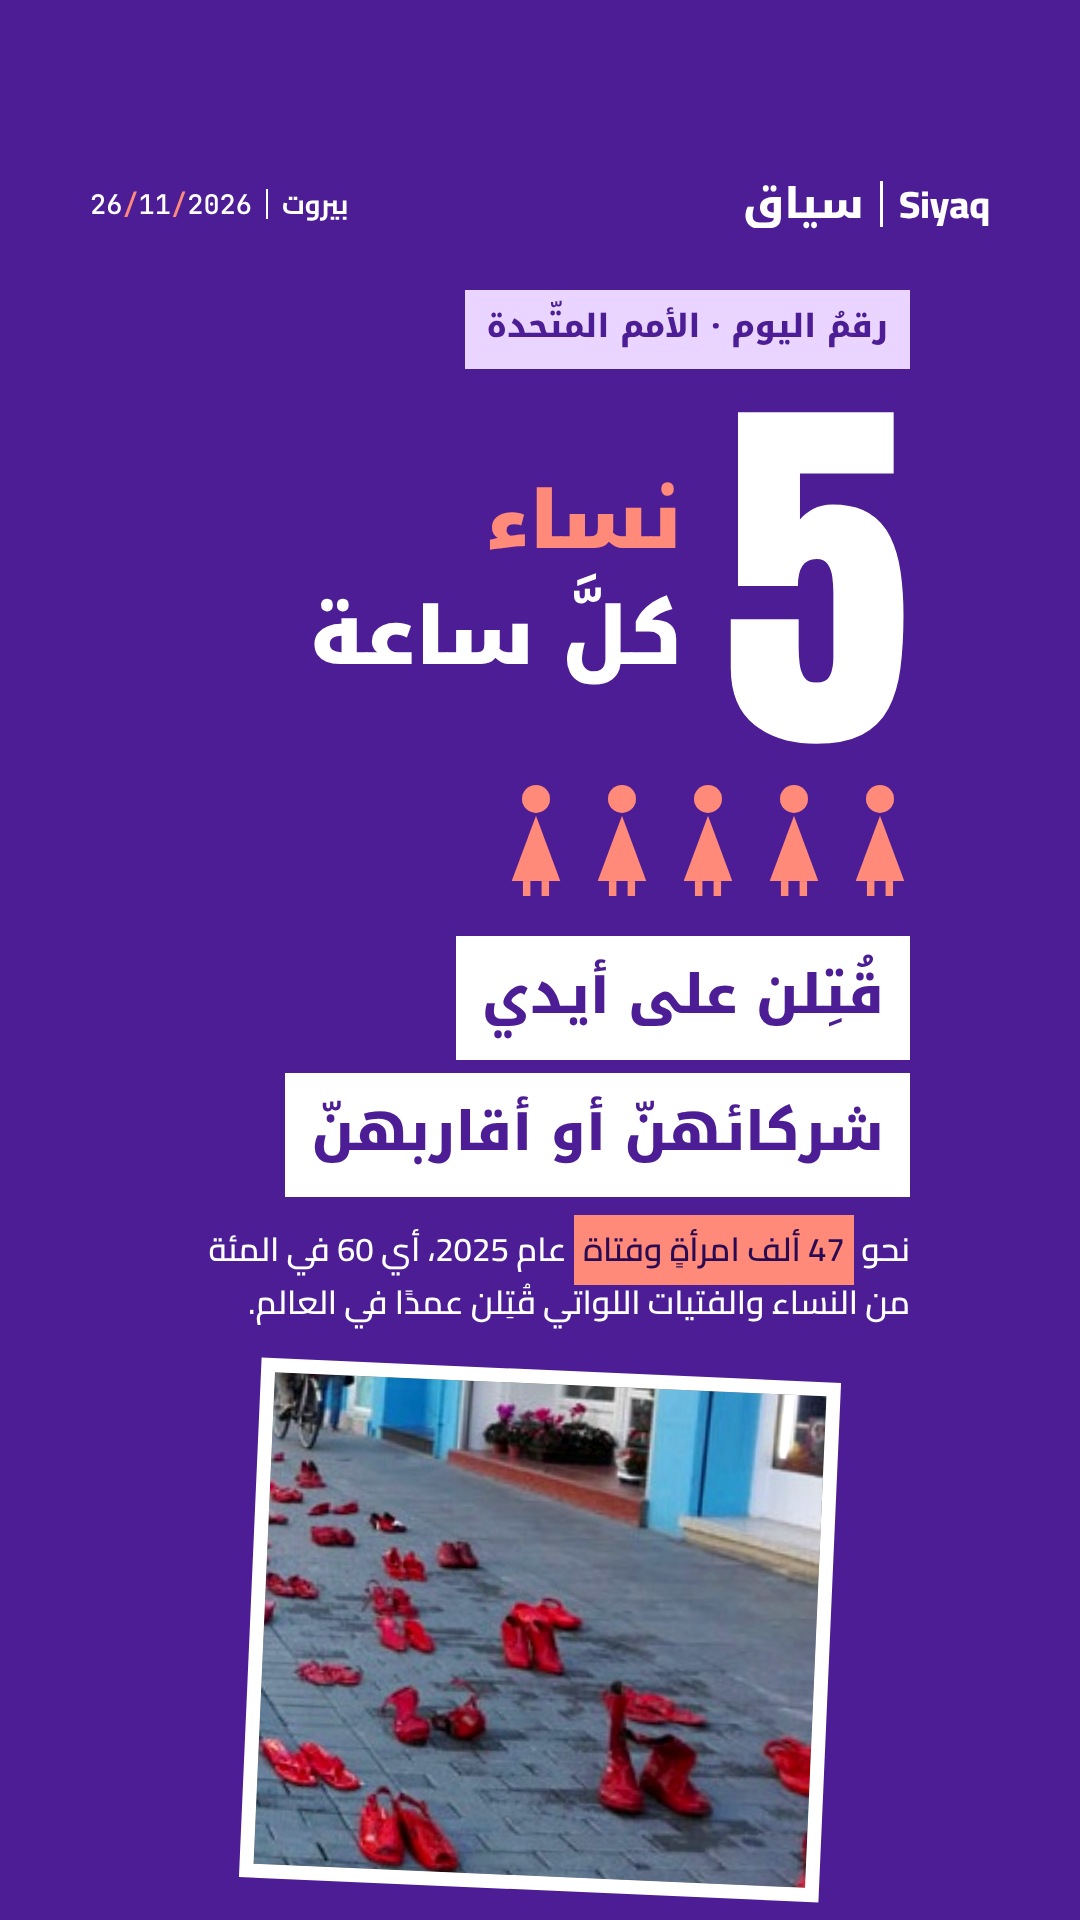 Siyaq | سياق
بيروت | 26/11/2026
رقمُ اليوم · الأمم المتّحدة
5
نساء
كلَّ ساعة
قُتِلن على أيدي
شركائهنّ أو أقاربهنّ
نحو 47 ألف امرأةٍ وفتاة عام 2025، أي 60 في المئة
من النساء والفتيات اللواتي قُتِلن عمدًا في العالم.